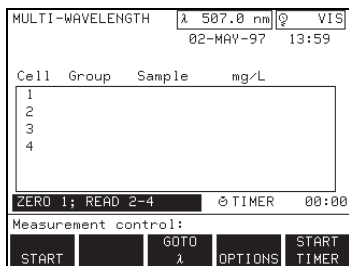 MULTI-WAVELENGTH λ 507.0 nm VIS
02-MAY-97 13:59
Cell Group Sample mg/L
1
2
3
4
ZERO 1; READ 2-4 TIMER 00:00
Measurement control:
START GOTO λ OPTIONS START TIMER